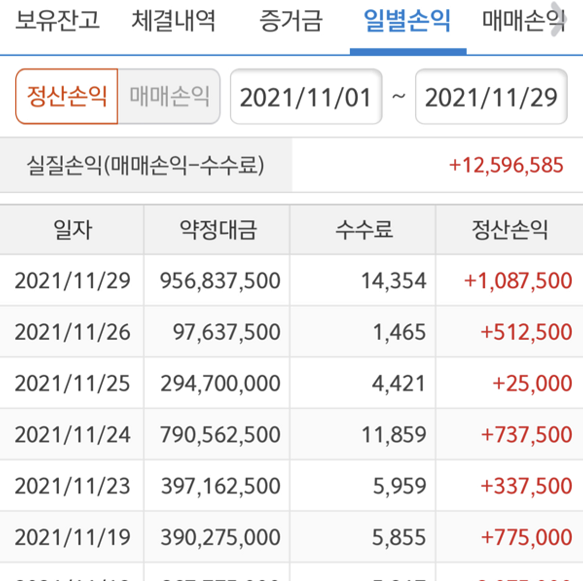 보유잔고 체결내역 증거금 일별손익 매매손익
정산손익 매매손익 2021/11/01 ~ 2021/11/29
실질손익(매매손익-수수료) +12,596,585
일자 약정대금 수수료 정산손익
2021/11/29 956,837,500 14,354 +1,087,500
2021/11/26 97,637,500 1,465 +512,500
2021/11/25 294,700,000 4,421 +25,000
2021/11/24 790,562,500 11,859 +737,500
2021/11/23 397,162,500 5,959 +337,500
2021/11/19 390,275,000 5,855 +775,000